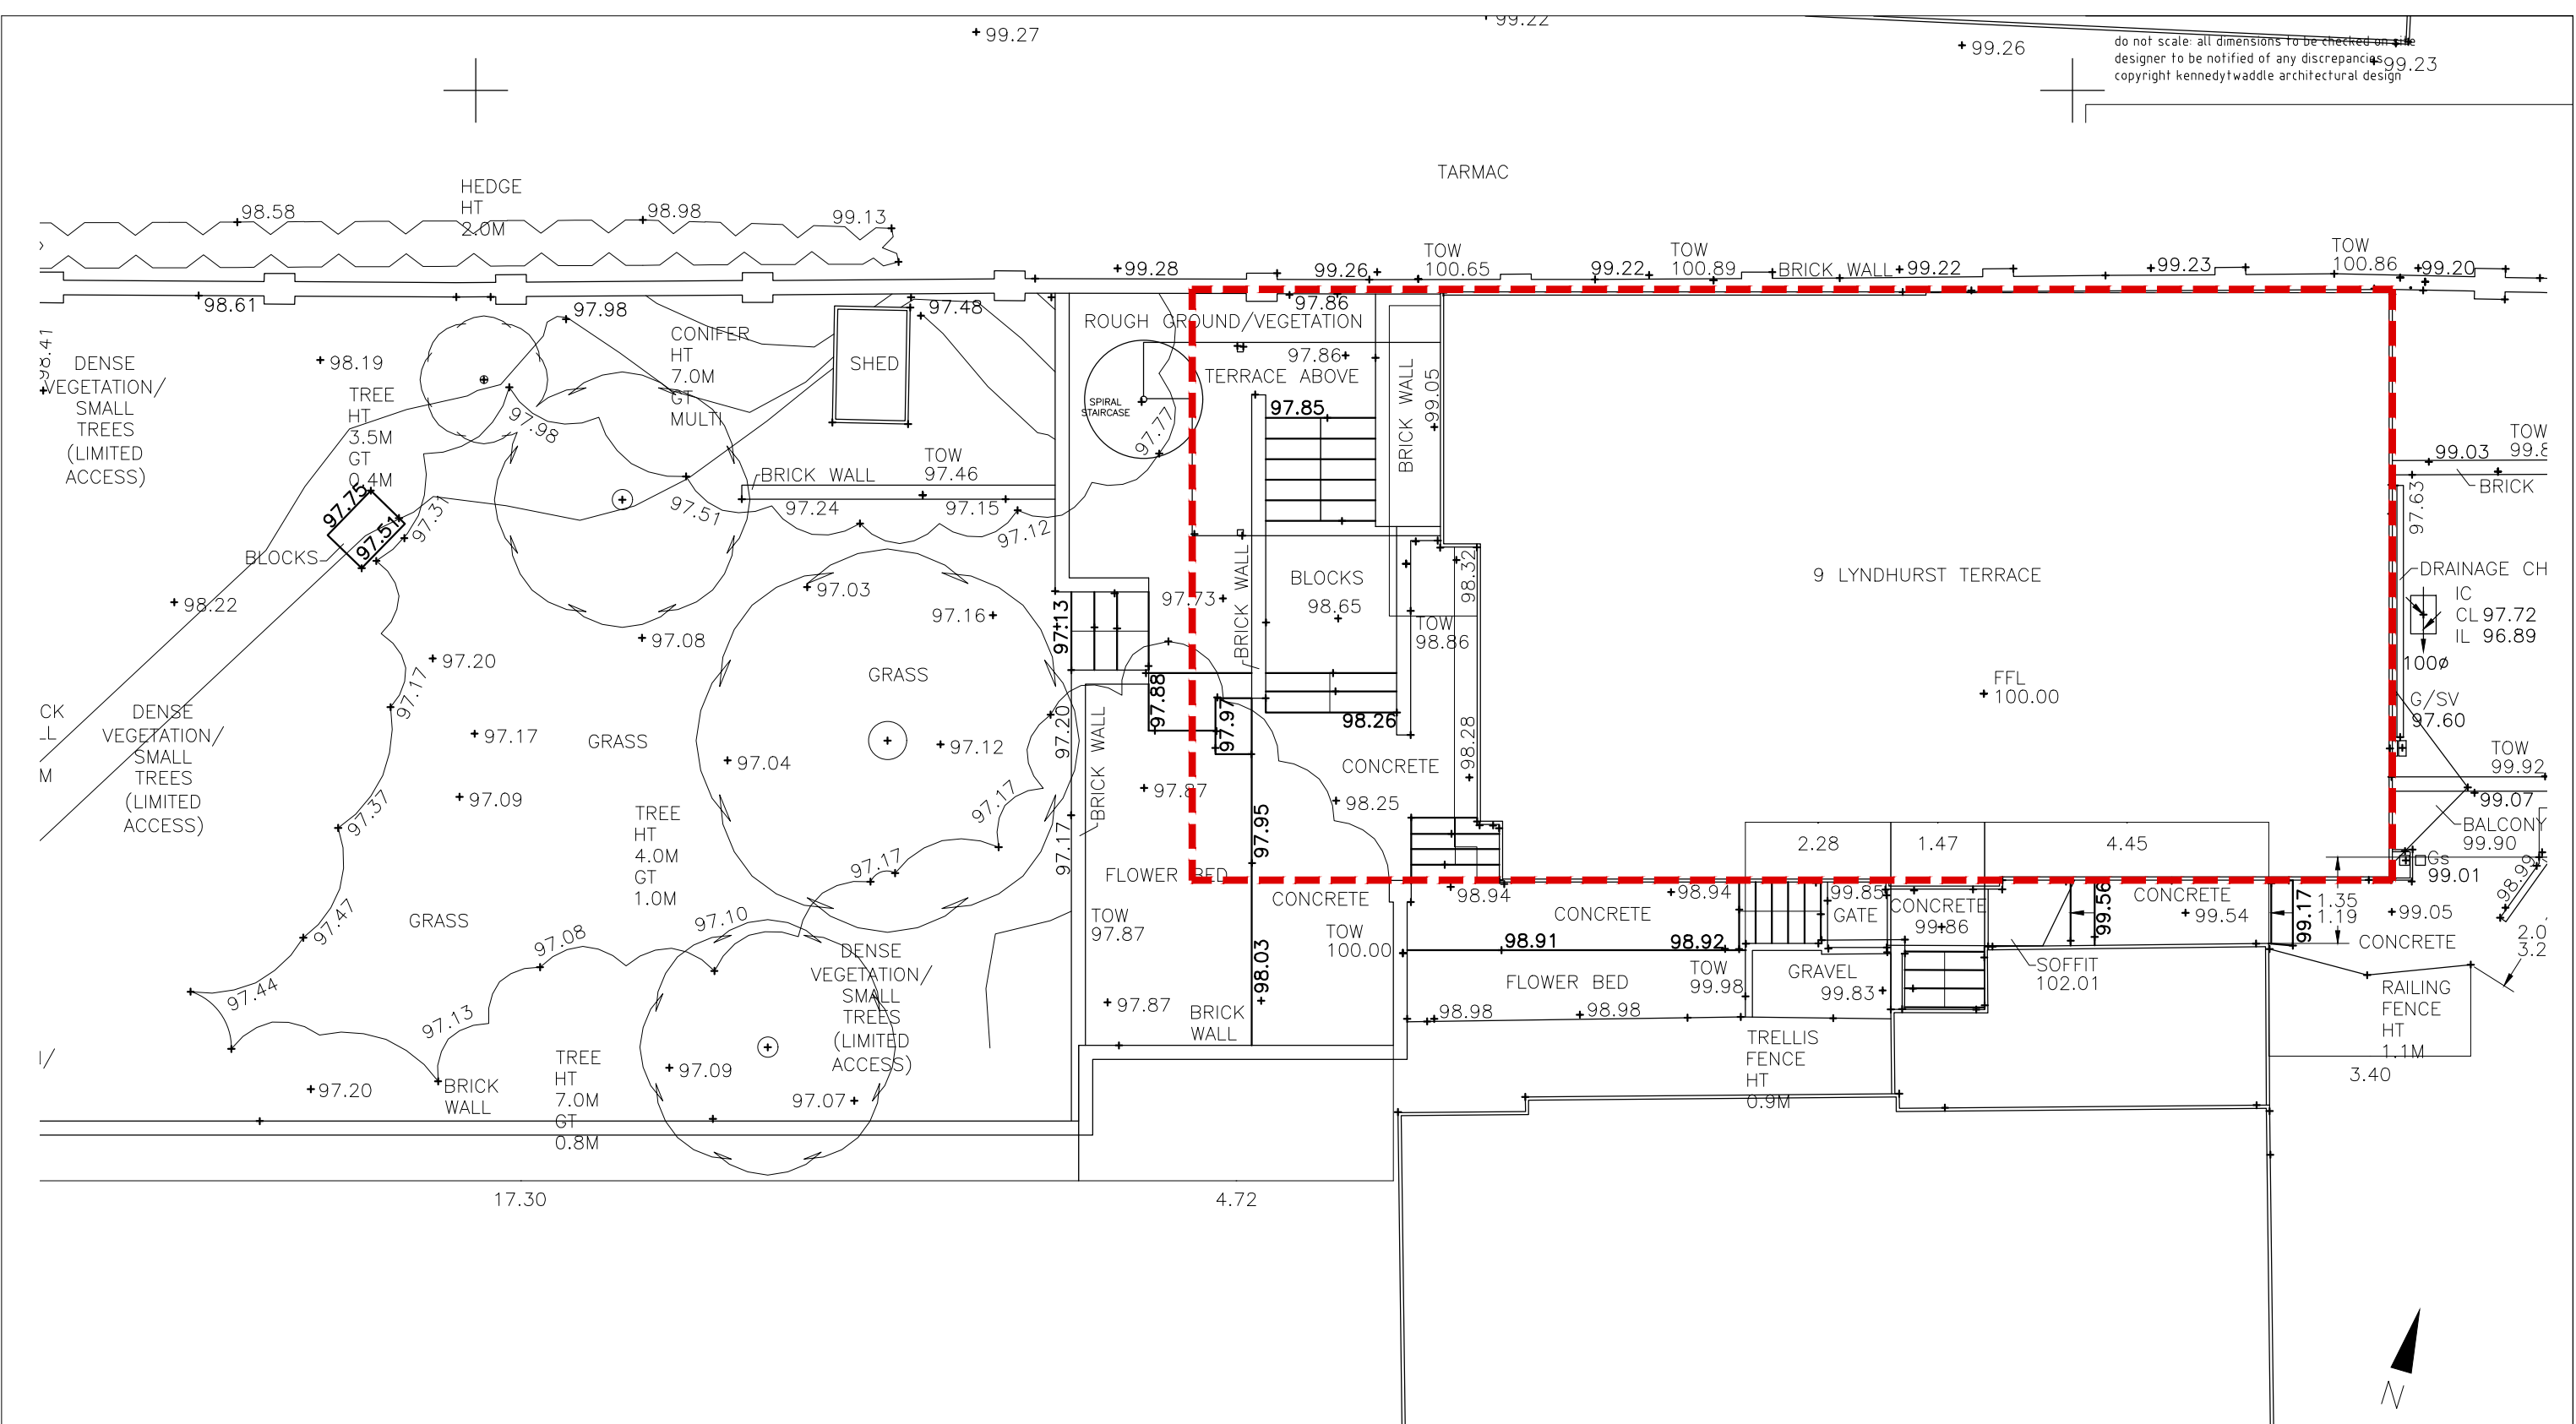 99.27
99.22
99.26
do not scale: all dimensions to be checked on site
designer to be notified of any discrepancies
copyright kennedytwaddle architectural design
99.23
TARMAC
HEDGE
HT
2.0M
98.58
98.98
99.13
99.28
99.26
TOW
100.65
99.22
TOW
100.89
BRICK WALL
99.22
99.23
TOW
100.86
99.20
98.61
97.98
97.48
97.86
98.41
DENSE
VEGETATION/
SMALL
TREES
(LIMITED
ACCESS)
98.19
TREE
HT
3.5M
GT
0.4M
97.98
CONIFER
HT
7.0M
GT
MULTI
SHED
ROUGH GROUND/VEGETATION
97.86
TERRACE ABOVE
SPIRAL
STAIRCASE
97.77
97.85
BRICK WALL
99.05
BRICK WALL
TOW
97.46
97.51
97.24
97.15
97.12
97.75
97.51
97.31
BLOCKS
98.22
97.03
97.16
97.08
97.20
97.17
GRASS
97.13
97.73
BRICK WALL
BLOCKS
98.65
98.32
TOW
98.86
9 LYNDHURST TERRACE
FFL
100.00
99.03
TOW
BRICK
97.63
DRAINAGE CH
IC
CL 97.72
IL 96.89
100ø
G/SV
97.60
TOW
99.92
99.07
BALCONY
99.90
Gs
99.01
98.99
CK
DENSE
VEGETATION/
SMALL
TREES
(LIMITED
ACCESS)
M
97.17
GRASS
97.04
97.12
97.09
97.37
97.17
97.20
BRICK WALL
97.17
97.88
97.97
97.87
97.95
98.26
98.28
CONCRETE
98.25
TREE
HT
4.0M
GT
1.0M
97.17
FLOWER BED
2.28
1.47
4.45
GRASS
97.47
97.44
97.10
97.08
97.13
DENSE
VEGETATION/
SMALL
TREES
(LIMITED
ACCESS)
TOW
97.87
CONCRETE
TOW
100.00
98.03
97.87
BRICK
WALL
98.94
CONCRETE
98.94
98.91
98.92
FLOWER BED
98.98
98.98
TOW
99.98
99.85
GATE
CONCRETE
99.86
GRAVEL
99.83
99.56
CONCRETE
99.54
SOFFIT
102.01
99.17
1.35
1.19
99.05
CONCRETE
2.0
3.2
RAILING
FENCE
HT
1.1M
3.40
TRELLIS
FENCE
HT
0.9M
97.20
BRICK
WALL
TREE
HT
7.0M
GT
0.8M
97.09
97.07
17.30
4.72
N